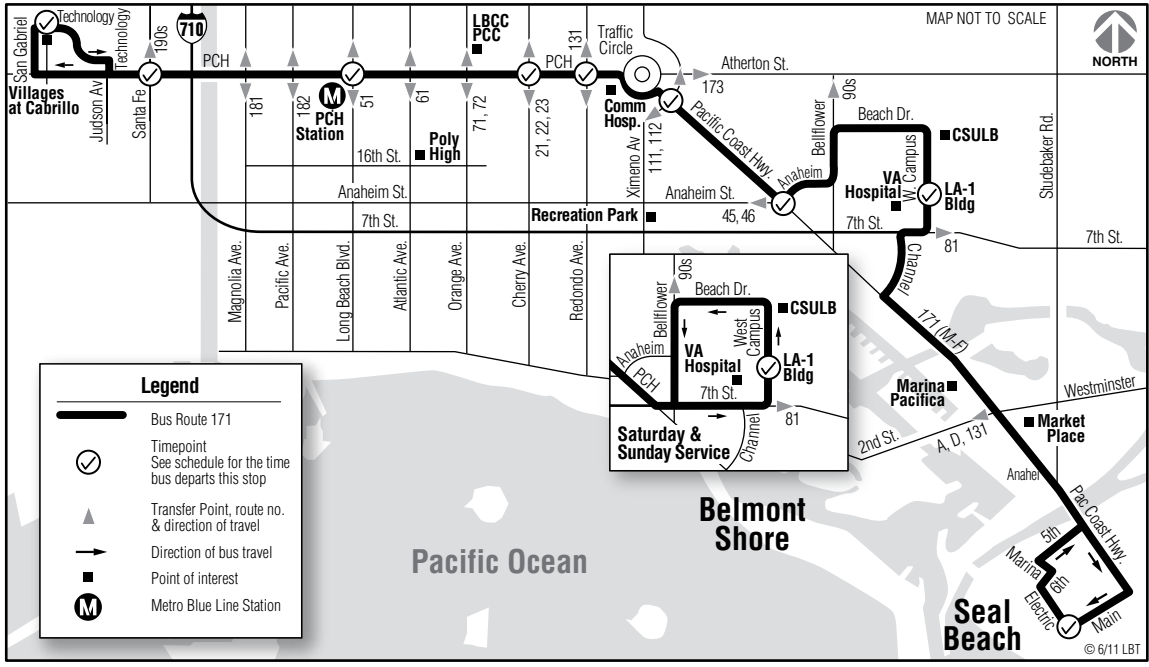 MAP NOT TO SCALE
NORTH
Technology
San Gabriel
Technology
190s
710
LBCC
PCC
131
Traffic
Circle
PCH
PCH
Atherton St.
173
Villages
at Cabrillo
Judson Av
Santa Fe
181
182
M
PCH
Station
51
61
71, 72
21, 22, 23
Comm
Hosp.
Ximeno Av
111, 112
Pacific Coast Hwy.
Poly
High
16th St.
Anaheim St.
Anaheim St.
7th St.
Recreation Park
45, 46
Anaheim
Bellflower
90s
Beach Dr.
CSULB
W. Campus
VA
Hospital
LA-1
Bldg
7th St.
81
7th St.
Studebaker Rd.
Channel
Magnolia Ave.
Pacific Ave.
Long Beach Blvd.
Atlantic Ave.
Orange Ave.
Cherry Ave.
Redondo Ave.
90s
Bellflower
Beach Dr.
CSULB
West
Campus
Anaheim
PCH
VA
Hospital
LA-1
Bldg
7th St.
81
Channel
Saturday &
Sunday Service
171 (M-F)
Marina
Pacifica
Westminster
Market
Place
2nd St.
A, D, 131
Anahei
Pac Coast Hwy.
5th
Marina
6th
Electric
Main
Belmont
Shore
Seal
Beach
Pacific Ocean
Legend
Bus Route 171
Timepoint
See schedule for the time
bus departs this stop
Transfer Point, route no.
& direction of travel
Direction of bus travel
Point of interest
M
Metro Blue Line Station
© 6/11 LBT